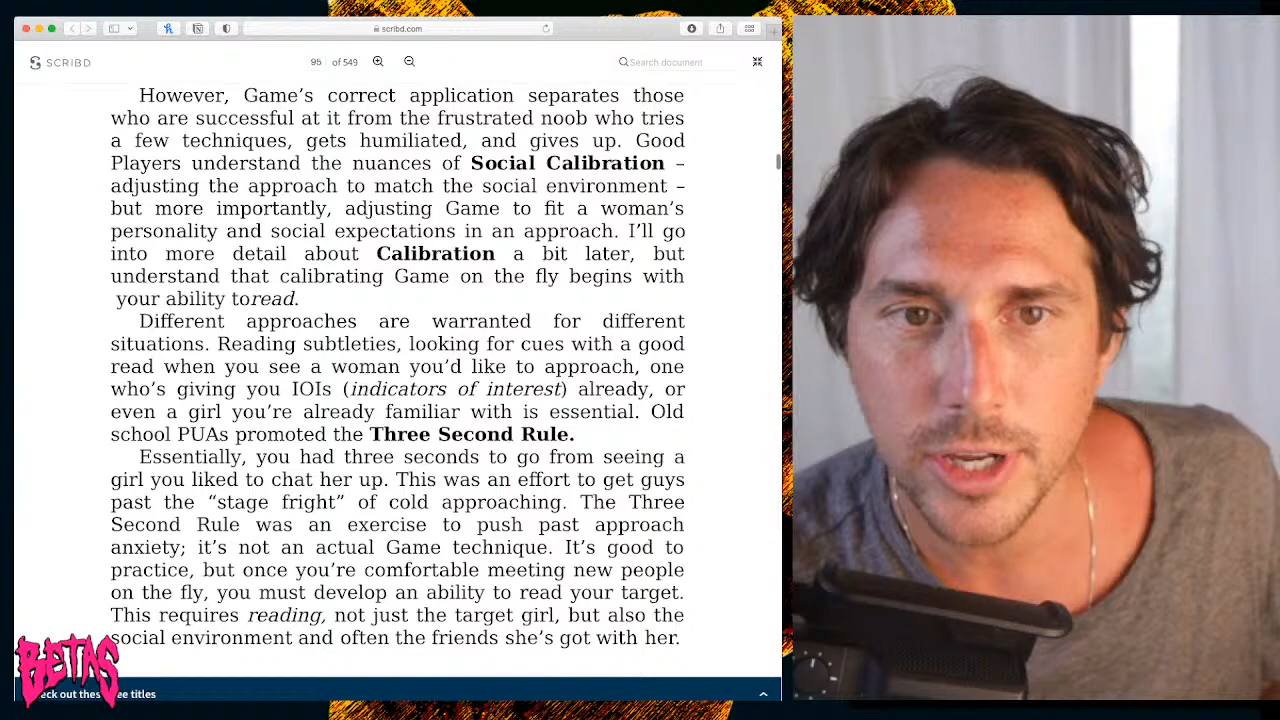 scribd.com
SCRIBD
95 of 549
Search document
However, Game's correct application separates those
who are successful at it from the frustrated noob who tries
a few techniques, gets humiliated, and gives up. Good
Players understand the nuances of Social Calibration –
adjusting the approach to match the social environment –
but more importantly, adjusting Game to fit a woman's
personality and social expectations in an approach. I'll go
into more detail about Calibration a bit later, but
understand that calibrating Game on the fly begins with
your ability toread.
Different approaches are warranted for different
situations. Reading subtleties, looking for cues with a good
read when you see a woman you'd like to approach, one
who's giving you IOIs (indicators of interest) already, or
even a girl you're already familiar with is essential. Old
school PUAs promoted the Three Second Rule.
Essentially, you had three seconds to go from seeing a
girl you liked to chat her up. This was an effort to get guys
past the “stage fright” of cold approaching. The Three
Second Rule was an exercise to push past approach
anxiety; it's not an actual Game technique. It's good to
practice, but once you're comfortable meeting new people
on the fly, you must develop an ability to read your target.
This requires reading, not just the target girl, but also the
social environment and often the friends she's got with her.
BETAS